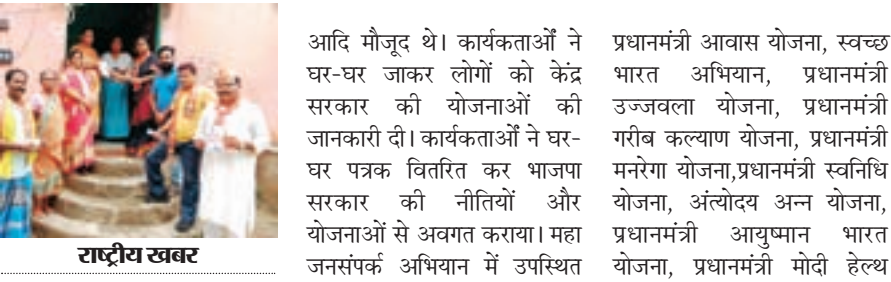 राष्ट्रीय खबर
आदि मौजूद थे। कार्यकताओं ने
घर-घर जाकर लोगों को केंद्र
सरकार की योजनाओं की
जानकारी दी। कार्यकताओं ने घर-
घर पत्रक वितरित कर भाजपा
सरकार की नीतियों और
योजनाओं से अवगत कराया। महा
जनसंपर्क अभियान में उपस्थित
प्रधानमंत्री आवास योजना, स्वच्छ
भारत अभियान, प्रधानमंत्री
उज्जवला योजना, प्रधानमंत्री
गरीब कल्याण योजना, प्रधानमंत्री
मनरेगा योजना,प्रधानमंत्री स्वनिधि
योजना, अंत्योदय अन्न योजना,
प्रधानमंत्री आयुष्मान भारत
योजना, प्रधानमंत्री मोदी हेल्थ